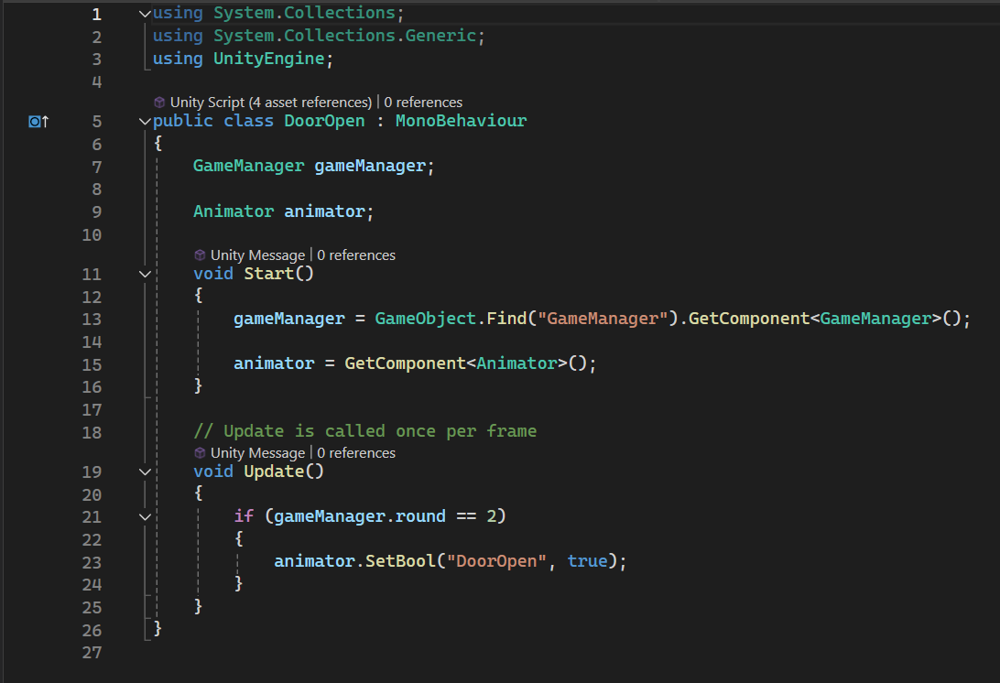 1 using System.Collections;
2 using System.Collections.Generic;
3 using UnityEngine;
4
Unity Script (4 asset references) | 0 references
5 public class DoorOpen : MonoBehaviour
6 {
7 GameManager gameManager;
8
9 Animator animator;
10
Unity Message | 0 references
11 void Start()
12 {
13 gameManager = GameObject.Find("GameManager").GetComponent<GameManager>();
14
15 animator = GetComponent<Animator>();
16 }
17
18 // Update is called once per frame
Unity Message | 0 references
19 void Update()
20 {
21 if (gameManager.round == 2)
22 {
23 animator.SetBool("DoorOpen", true);
24 }
25 }
26 }
27